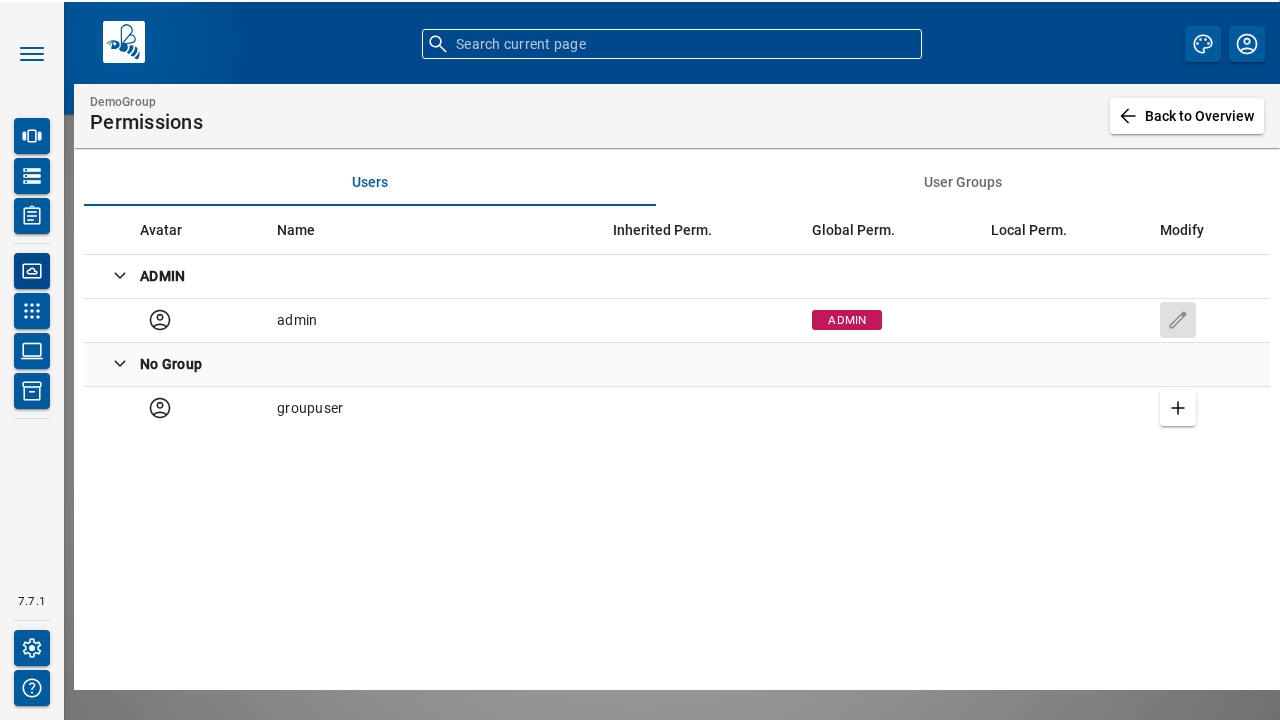 Search current page
DemoGroup
Permissions
Back to Overview
Users
User Groups
Avatar
Name
Inherited Perm.
Global Perm.
Local Perm.
Modify
ADMIN
admin
ADMIN
No Group
groupuser
7.7.1